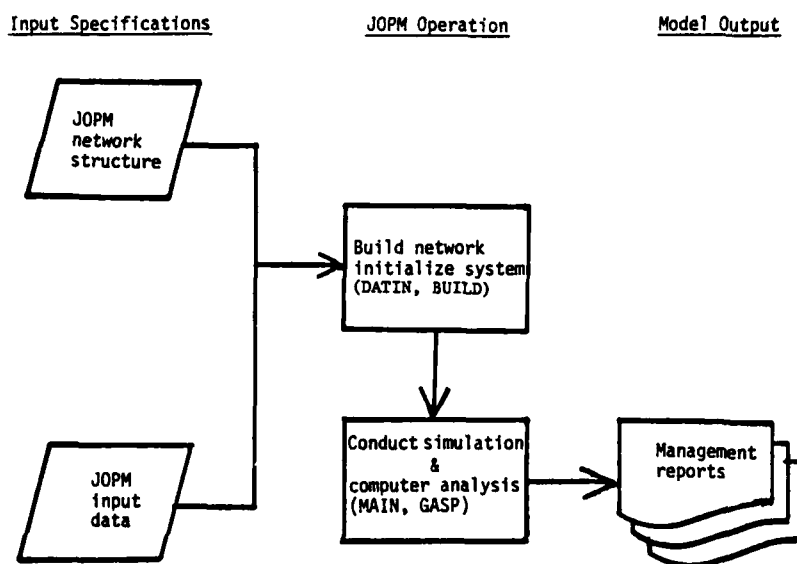 Input Specifications
JOPM Operation
Model Output
JOPM
network
structure
Build network
initialize system
(DATIN, BUILD)
JOPM
input
data
Conduct simulation
&
computer analysis
(MAIN, GASP)
Management
reports